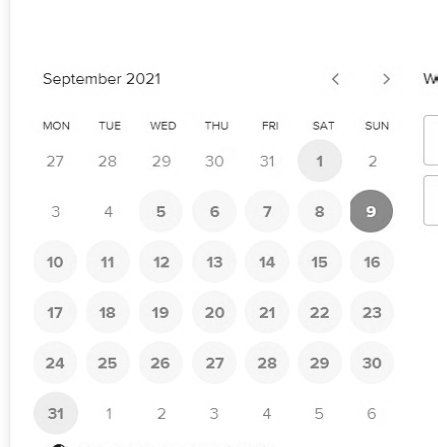 September 2021 < >
MON TUE WED THU FRI SAT SUN
27 28 29 30 31 1 2
3 4 5 6 7 8 9
10 11 12 13 14 15 16
17 18 19 20 21 22 23
24 25 26 27 28 29 30
31 1 2 3 4 5 6